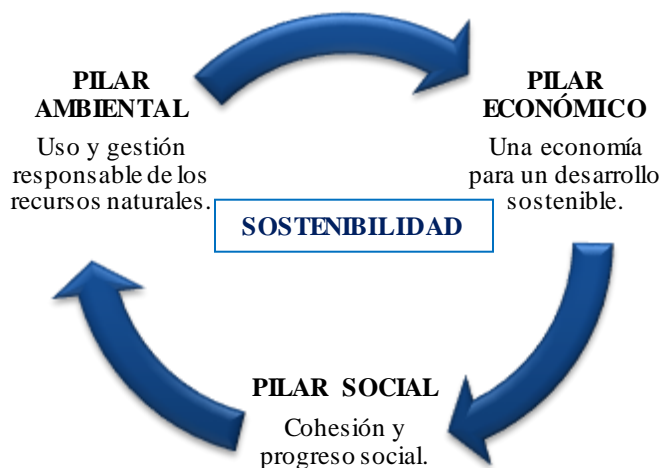 PILAR
AMBIENTAL
Uso y gestión
responsable de los
recursos naturales.
PILAR
ECONÓMICO
Una economía
para un desarrollo
sostenible.
SOSTENIBILIDAD
PILAR SOCIAL
Cohesión y
progreso social.